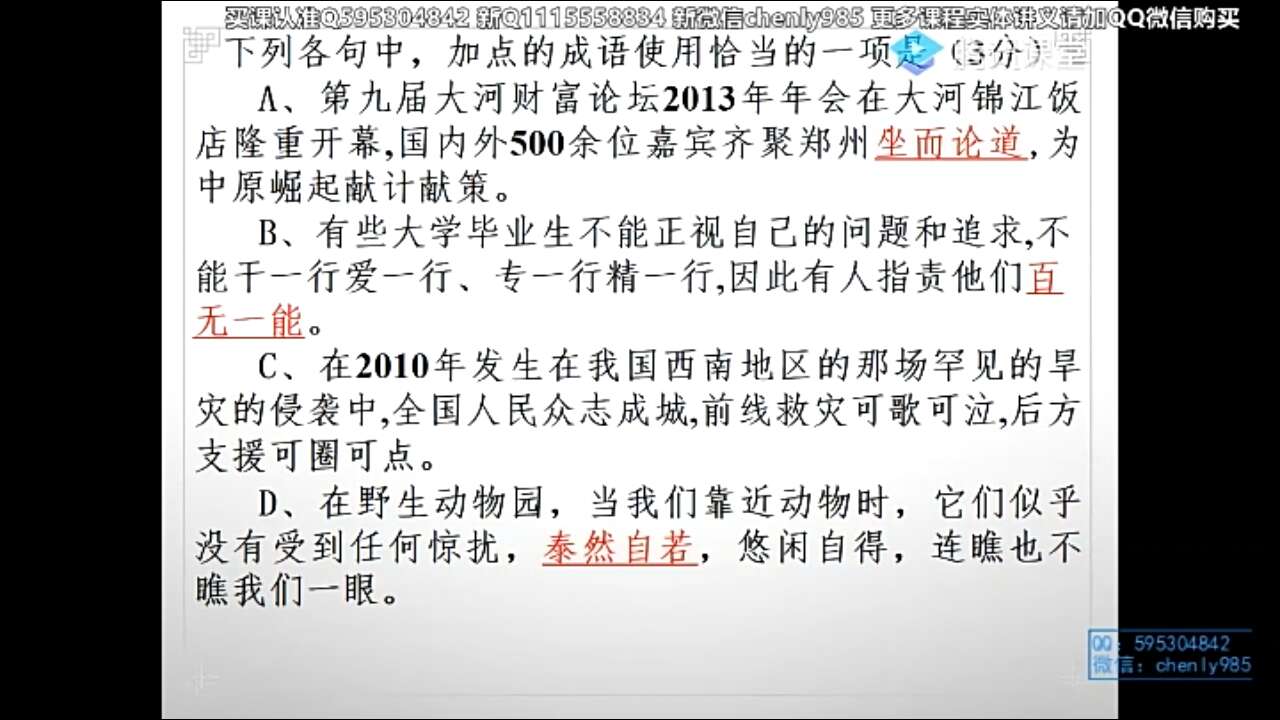 买课认准Q595304842 新Q1115558834 新微信chenly985 更多课程实体讲义请加QQ微信购买
下列各句中，加点的成语使用恰当的一项是（3分）
A、第九届大河财富论坛2013年年会在大河锦江饭
店隆重开幕,国内外500余位嘉宾齐聚郑州坐而论道,为
中原崛起献计献策。
B、有些大学毕业生不能正视自己的问题和追求,不
能干一行爱一行、专一行精一行,因此有人指责他们百
无一能。
C、在2010年发生在我国西南地区的那场罕见的旱
灾的侵袭中,全国人民众志成城,前线救灾可歌可泣,后方
支援可圈可点。
D、在野生动物园，当我们靠近动物时，它们似乎
没有受到任何惊扰，泰然自若，悠闲自得，连瞧也不
瞧我们一眼。
QQ：595304842
微信：chenly985